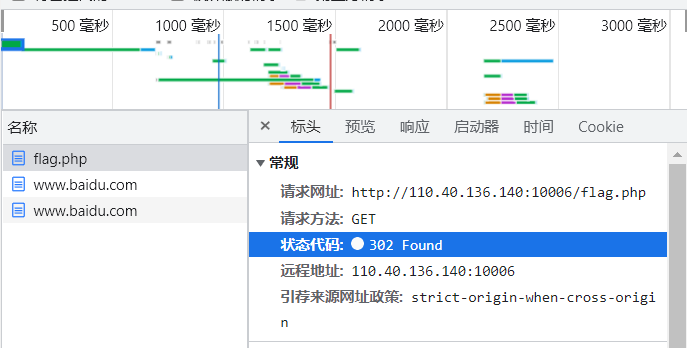 500 毫秒 1000 毫秒 1500 毫秒 2000 毫秒 2500 毫秒 3000 毫秒
名称
× 标头 预览 响应 启动器 时间 Cookie
flag.php
www.baidu.com
www.baidu.com
▼ 常规
请求网址: http://110.40.136.140:10006/flag.php
请求方法: GET
状态代码: 302 Found
远程地址: 110.40.136.140:10006
引荐来源网址政策: strict-origin-when-cross-origi
n